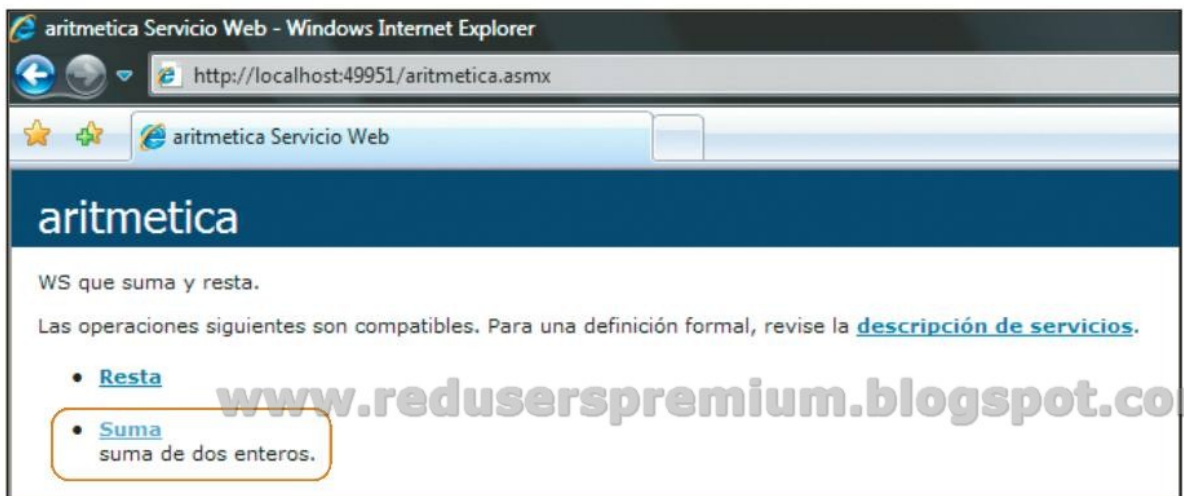 aritmetica Servicio Web - Windows Internet Explorer
http://localhost:49951/aritmetica.asmx
aritmetica Servicio Web
aritmetica
WS que suma y resta.
Las operaciones siguientes son compatibles. Para una definición formal, revise la descripción de servicios.
• Resta
www.reduserspremium.blogspot.co
• Suma
suma de dos enteros.